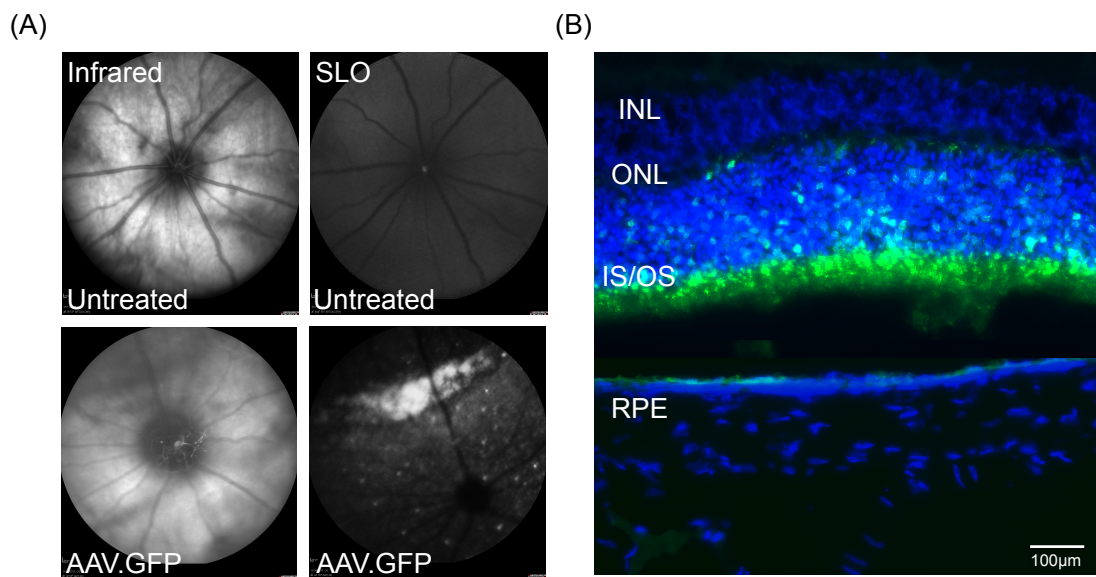 (A)
(B)
Infrared
SLO
Untreated
Untreated
AAV.GFP
AAV.GFP
INL
ONL
IS/OS
RPE
100µm